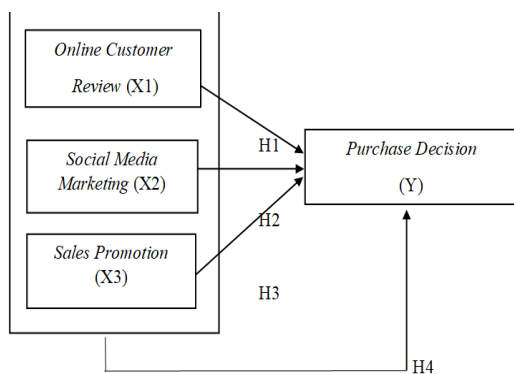 Online Customer
Review (X1)
H1
Social Media
Marketing (X2)
Purchase Decision
(Y)
H2
Sales Promotion
(X3)
H3
H4